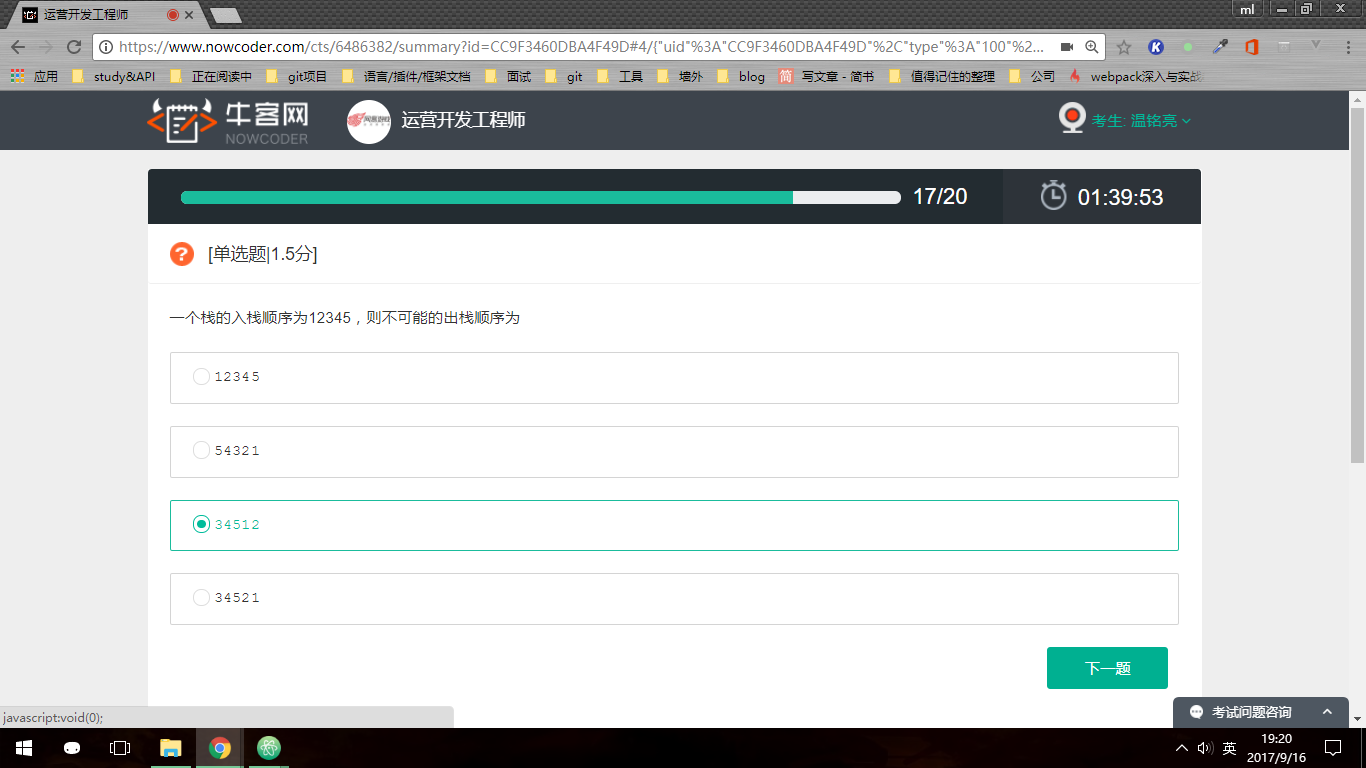 运营开发工程师
ml
https://www.nowcoder.com/cts/6486382/summary?id=CC9F3460DBA4F49D#4/{"uid"%3A"CC9F3460DBA4F49D"%2C"type"%3A"100"%2...
应用 study&API 正在阅读中 git项目 语言/插件/框架文档 面试 git 工具 墙外 blog 简 写文章 - 简书 值得记住的整理 公司 webpack深入与实战
牛客网
NOWCODER
运营开发工程师
考生: 温铭亮
17/20
01:39:53
[单选题|1.5分]
一个栈的入栈顺序为12345，则不可能的出栈顺序为
12345
54321
34512
34521
下一题
javascript:void(0);
考试问题咨询
英
19:20
2017/9/16